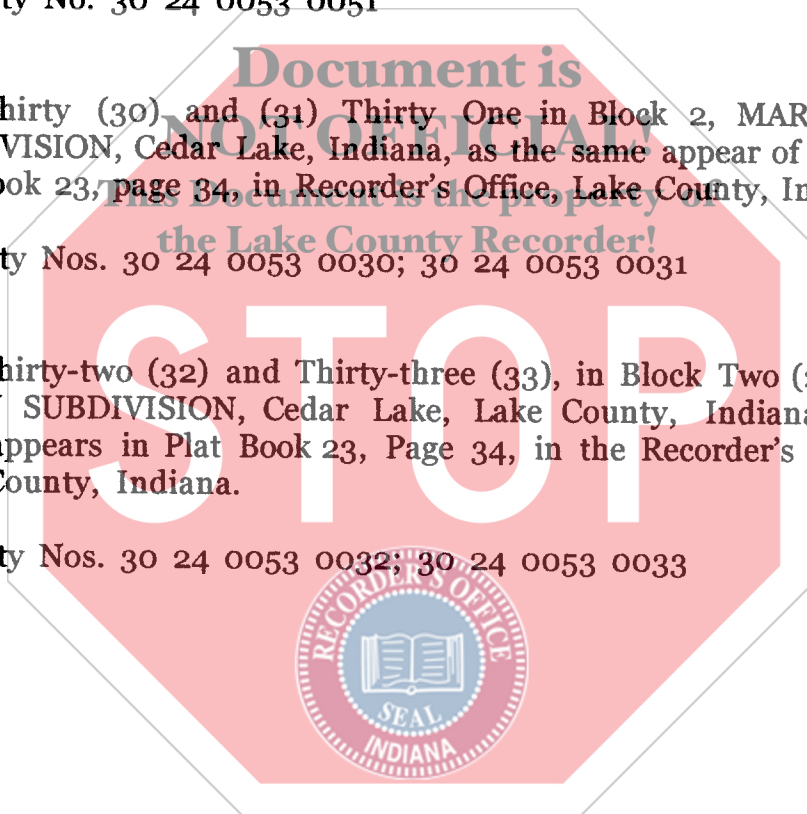 ty No. 30 24 0053 0051
Document is
hirty (30) and (31) Thirty One in Block 2, MAR
NOT OFFICIAL!
VISION, Cedar Lake, Indiana, as the same appear of
ook 23, page 34, in Recorder's Office, Lake County, In
This Document is the property of
the Lake County Recorder!
ty Nos. 30 24 0053 0030; 30 24 0053 0031
STOP
hirty-two (32) and Thirty-three (33), in Block Two (
SUBDIVISION, Cedar Lake, Lake County, Indiana
appears in Plat Book 23, Page 34, in the Recorder's
County, Indiana.
ty Nos. 30 24 0053 0032; 30 24 0053 0033
RECORDER'S OFFICE
SEAL
INDIANA